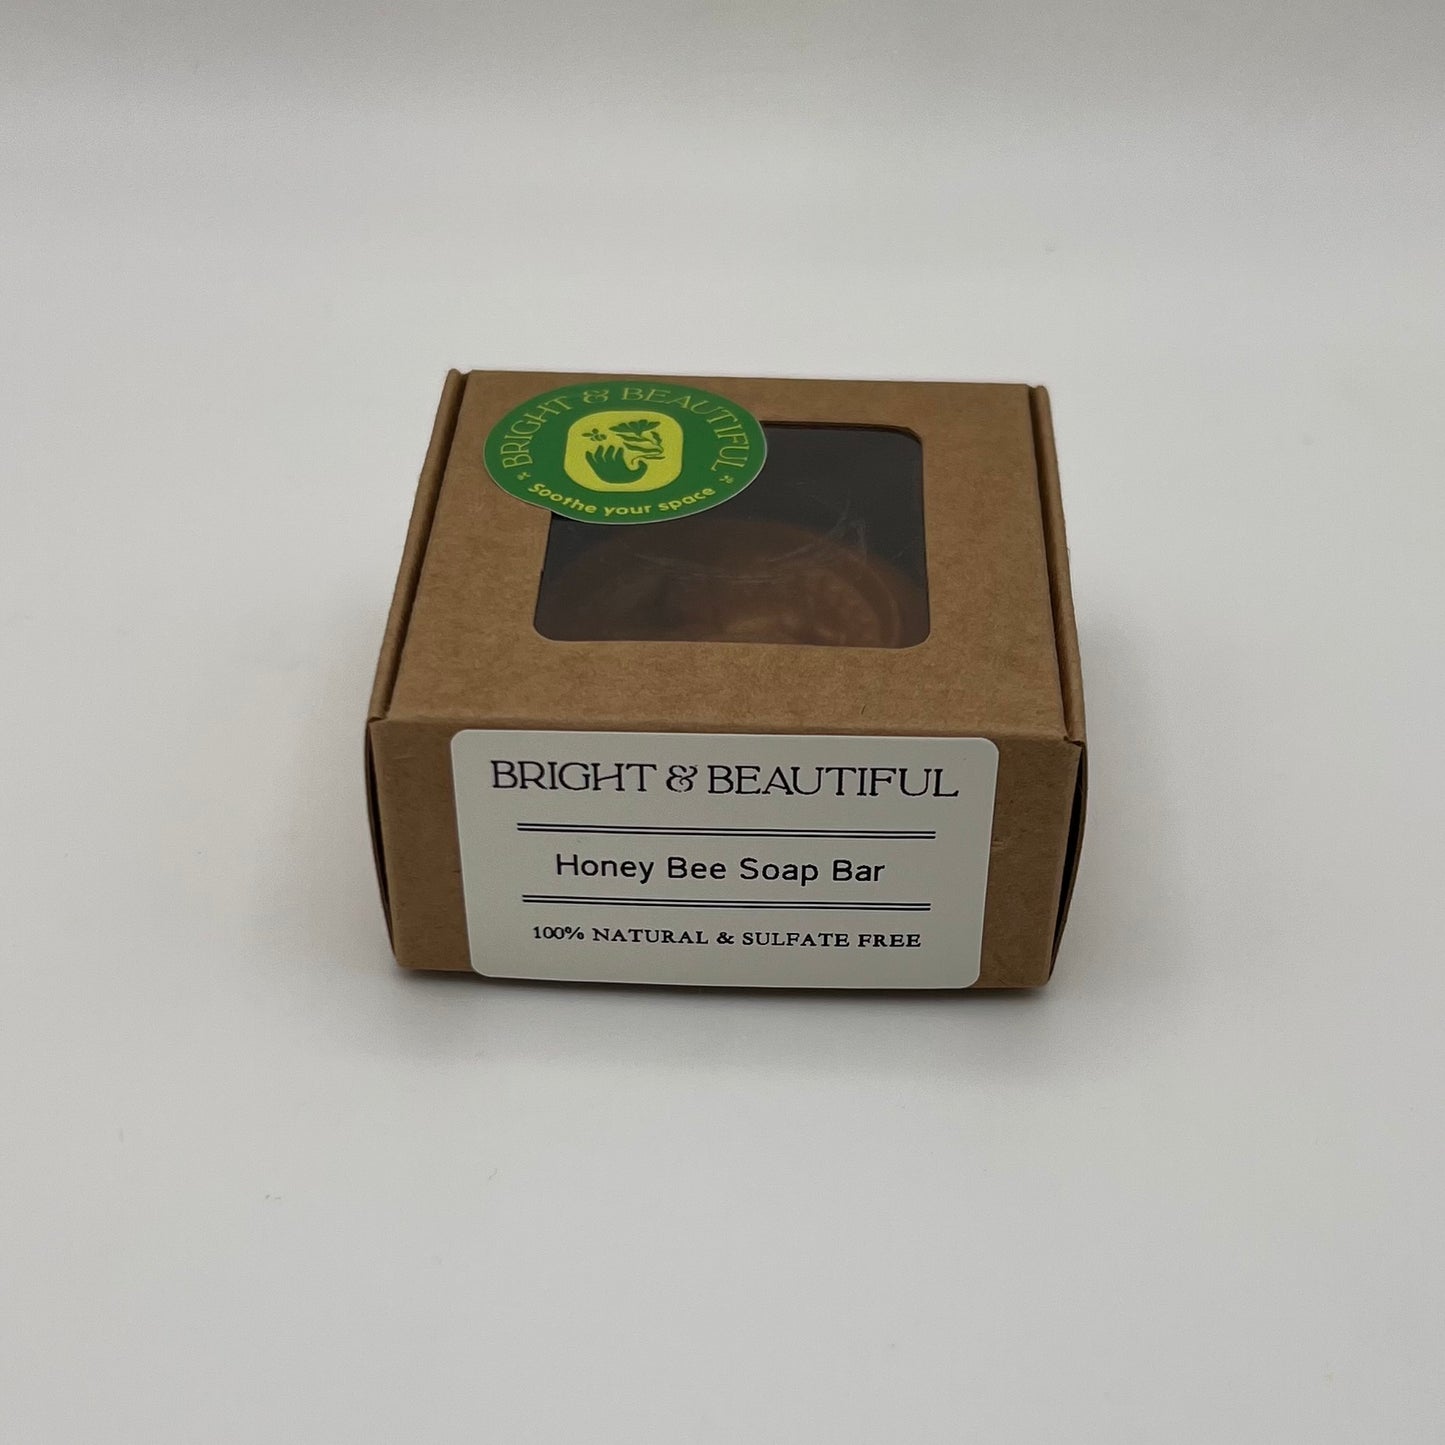 BRIGHT & BEAUTIFUL
Soothe your space
BRIGHT & BEAUTIFUL
Honey Bee Soap Bar
100% NATURAL & SULFATE FREE